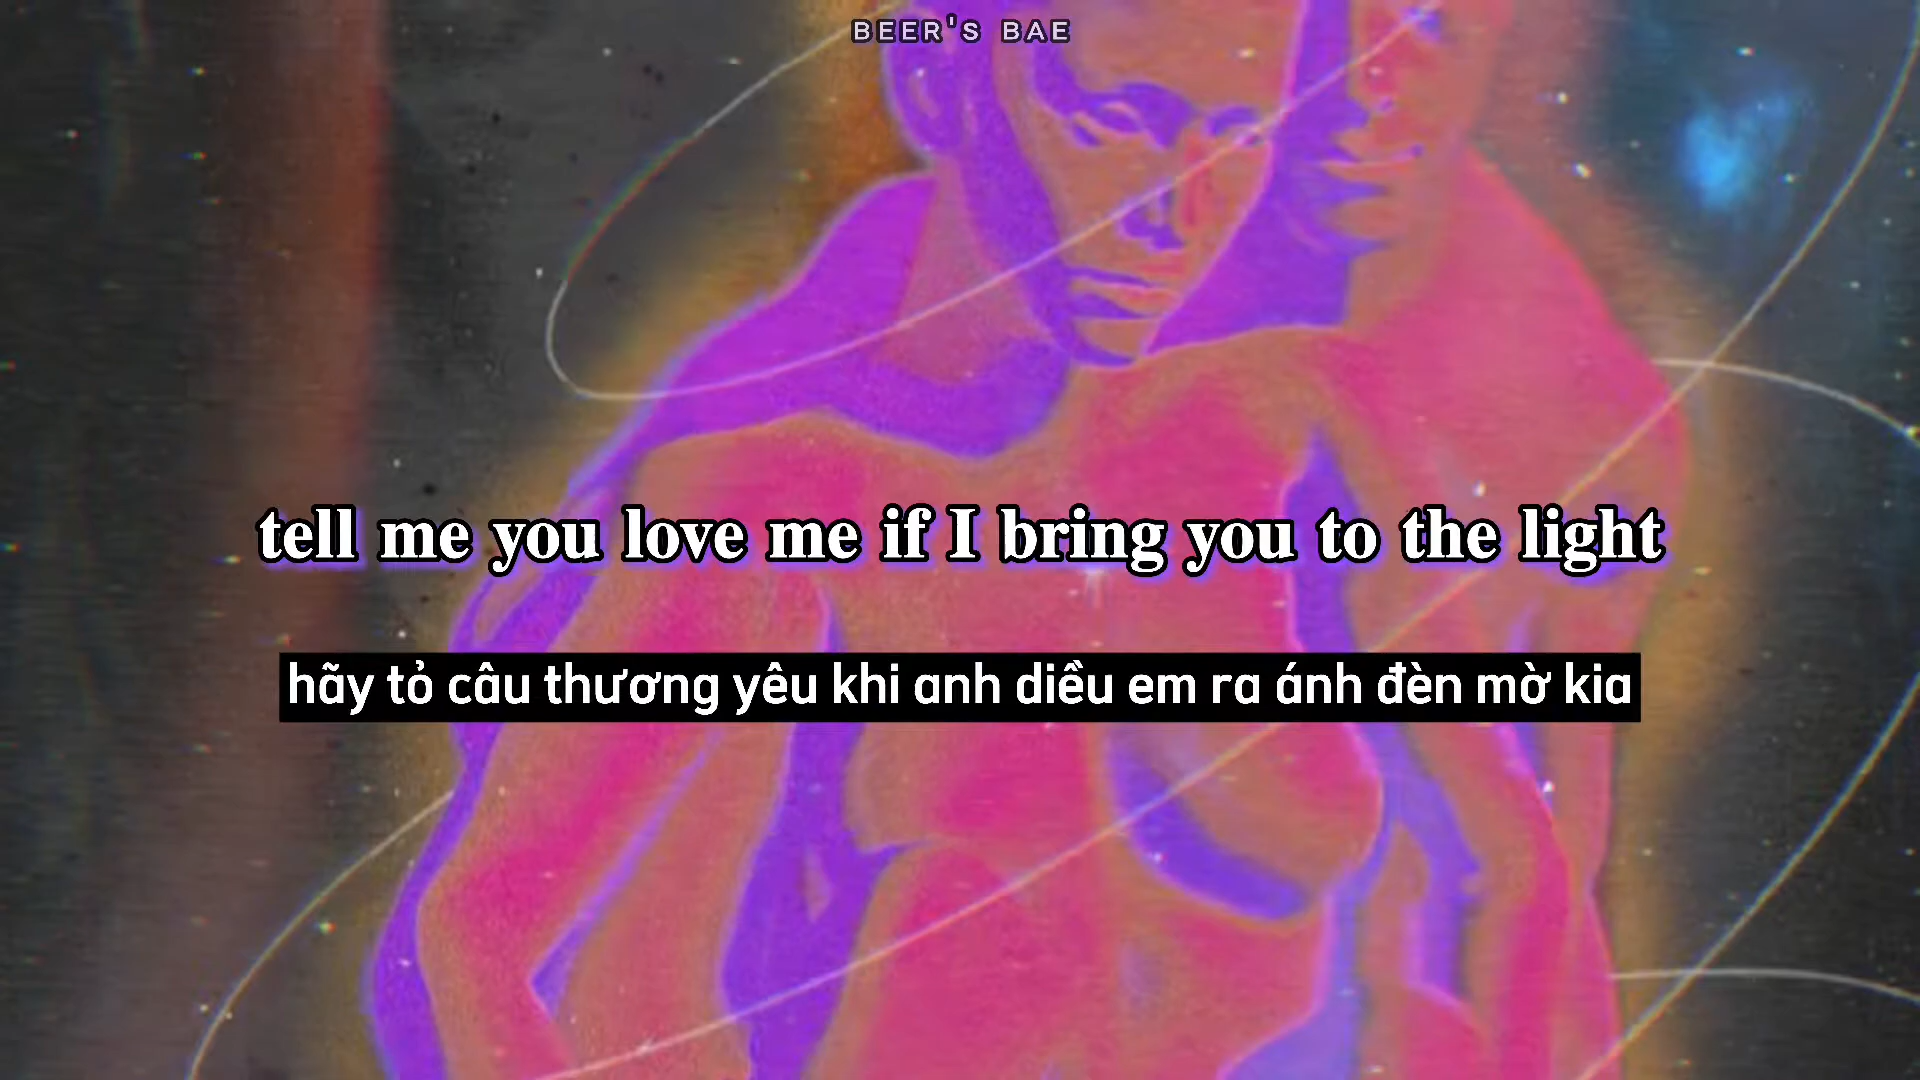 BEER'S BAE
tell me you love me if I bring you to the light
hãy tỏ câu thương yêu khi anh diều em ra ánh đèn mờ kia